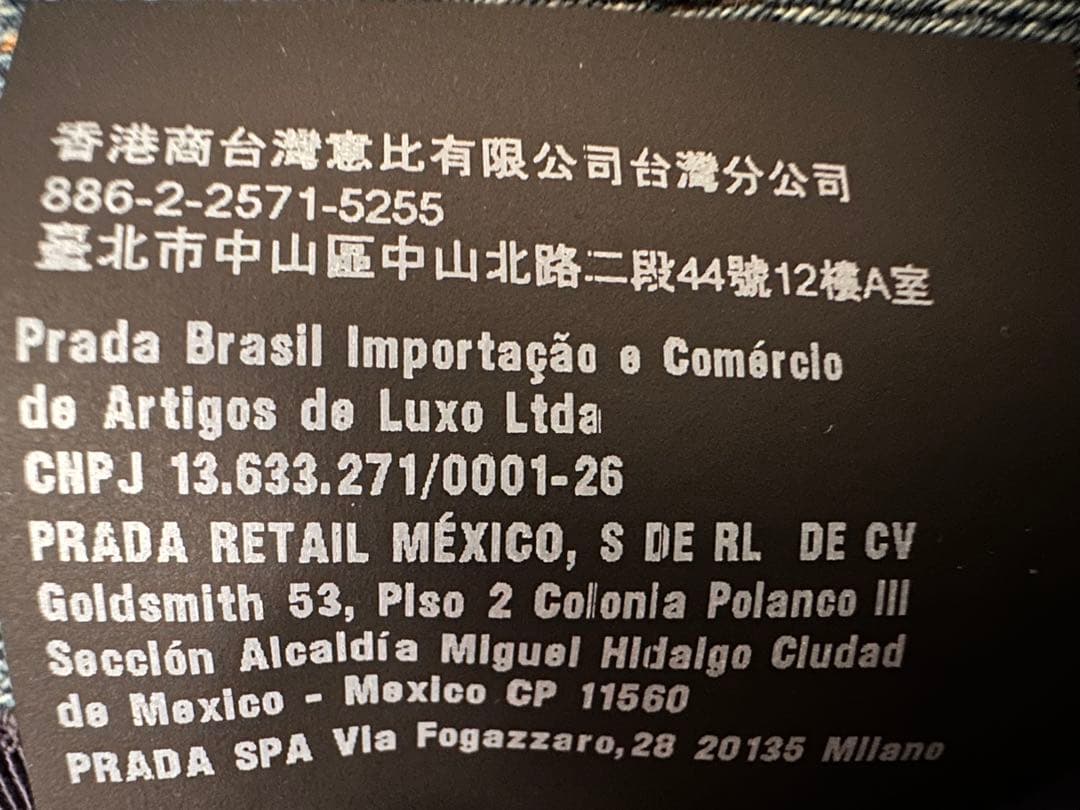 香港商台灣惠比有限公司台灣分公司
886-2-2571-5255
臺北市中山區中山北路二段44號12樓A室
Prada Brasil Importação e Comércio
de Artigos de Luxo Ltda
CNPJ 13.633.271/0001-26
PRADA RETAIL MÉXICO, S DE RL DE CV
Goldsmith 53, Piso 2 Colonia Polanco III
Sección Alcaldía Miguel Hidalgo Ciudad
de Mexico - Mexico CP 11560
PRADA SPA Via Fogazzaro,28 20135 Milano